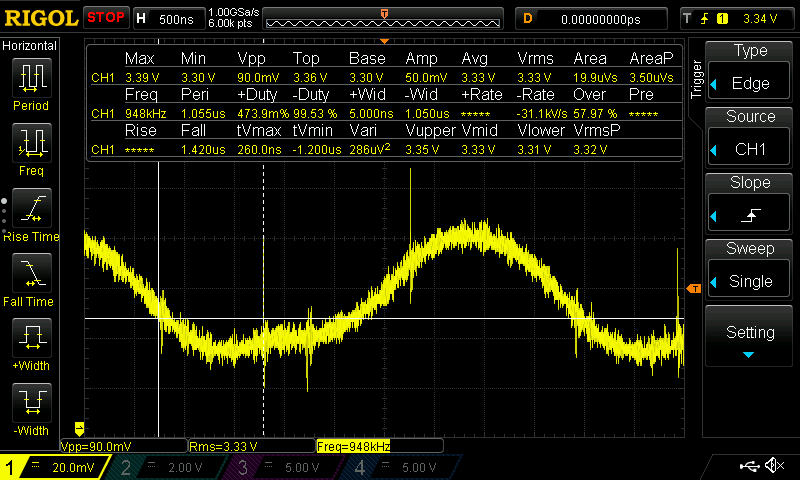 RIGOL STOP H 500ns 1.00GSa/s 6.00k pts T D 0.00000000ps T 1 3.34 V
Horizontal
Period
Freq
Rise Time
Fall Time
+Width
-Width
Max Min Vpp Top Base Amp Avg Vrms Area AreaP
CH1 3.39 V 3.30 V 90.0mV 3.36 V 3.30 V 50.0mV 3.33 V 3.33 V 19.9uVs 3.50uVs
Freq Peri +Duty -Duty +Wid -Wid +Rate -Rate Over Pre
CH1 948kHz 1.055us 473.9m% 99.53 % 5.000ns 1.050us ***** -31.1kV/s 57.97 % *****
Rise Fall tVmax tVmin Vari Vupper Vmid Vlower VrmsP
CH1 ***** 1.420us 260.0ns -1.200us 286uV² 3.35 V 3.33 V 3.31 V 3.32 V
T
Trigger
Type
Edge
Source
CH1
Slope
Sweep
Single
Setting
Vpp=90.0mV Rms=3.33 V Freq=948kHz
1 20.0mV 2 2.00 V 3 5.00 V 4 5.00 V